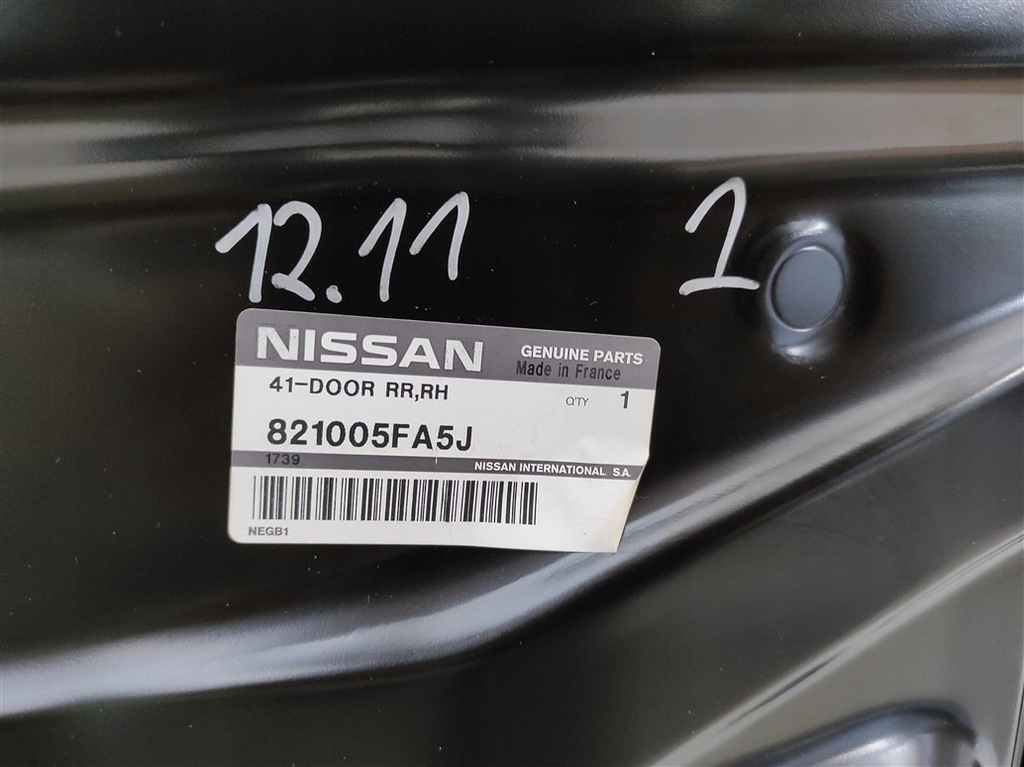 12.11 1
NISSAN GENUINE PARTS
Made in France
41-DOOR RR,RH
Q'TY 1
821005FA5J
1739 NISSAN INTERNATIONAL S.A.
NEGB1